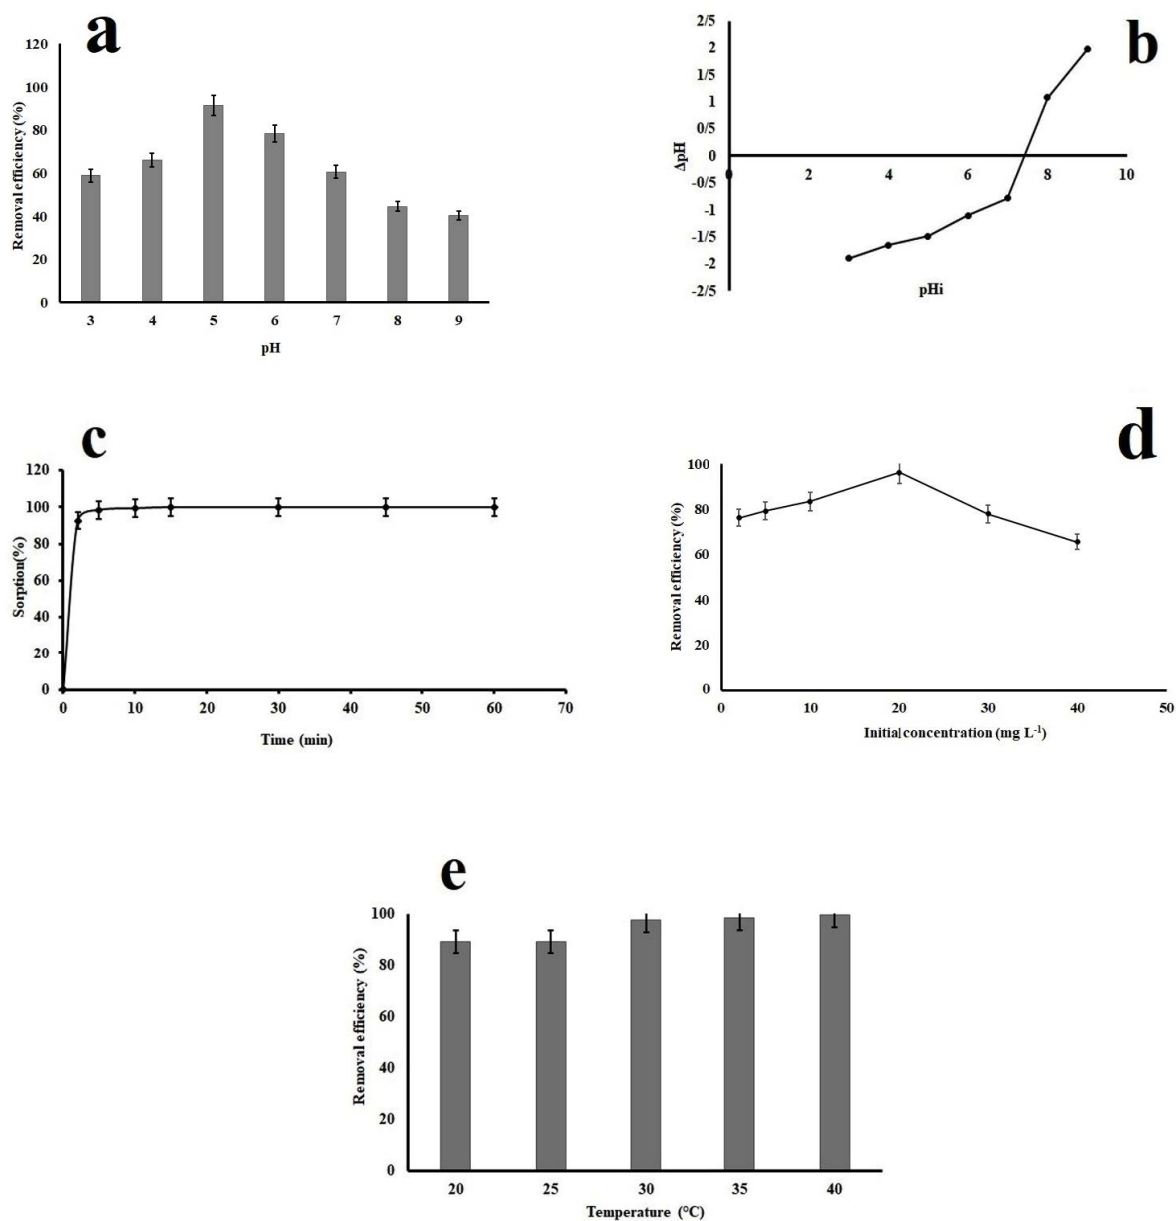 a
120
100
80
60
40
20
0
Removal efficiency (%)
3 4 5 6 7 8 9
pH
b
2/5
2
1/5
1
0/5
0
-0/5
-1
-1/5
-2
-2/5
ΔpH
0 2 4 6 8 10
pHi
c
120
100
80
60
40
20
0
Sorption(%)
0 10 20 30 40 50 60 70
Time (min)
d
100
80
60
40
20
0
Removal efficiency (%)
0 10 20 30 40 50
Initial concentration (mg L⁻¹)
e
100
80
60
40
20
0
Removal efficiency (%)
20 25 30 35 40
Temperature (°C)